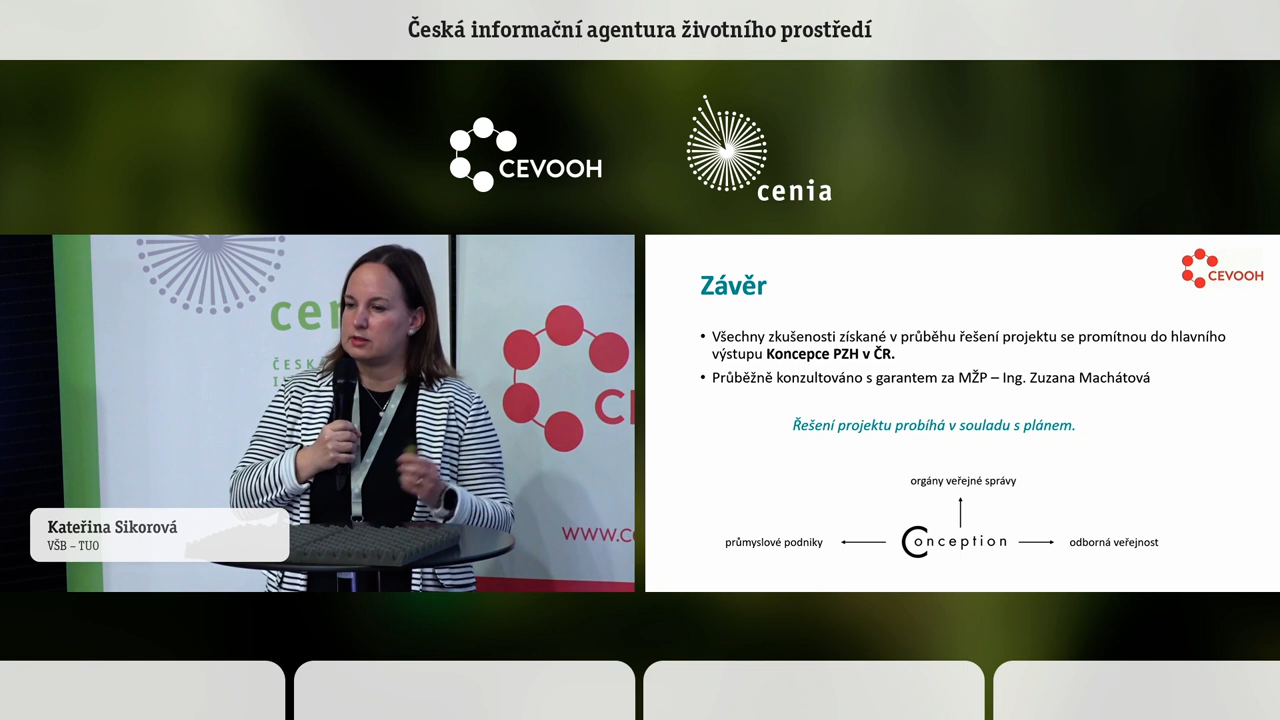 Česká informační agentura životního prostředí
CEVOOH
cenia
cen
ČESK
CE
www.c
Kateřina Sikorová
VŠB – TUO
CEVOOH
Závěr
• Všechny zkušenosti získané v průběhu řešení projektu se promítnou do hlavního
výstupu Koncepce PZH v ČR.
• Průběžně konzultováno s garantem za MŽP – Ing. Zuzana Machátová
Řešení projektu probíhá v souladu s plánem.
orgány veřejné správy
průmyslové podniky
Conception
odborná veřejnost